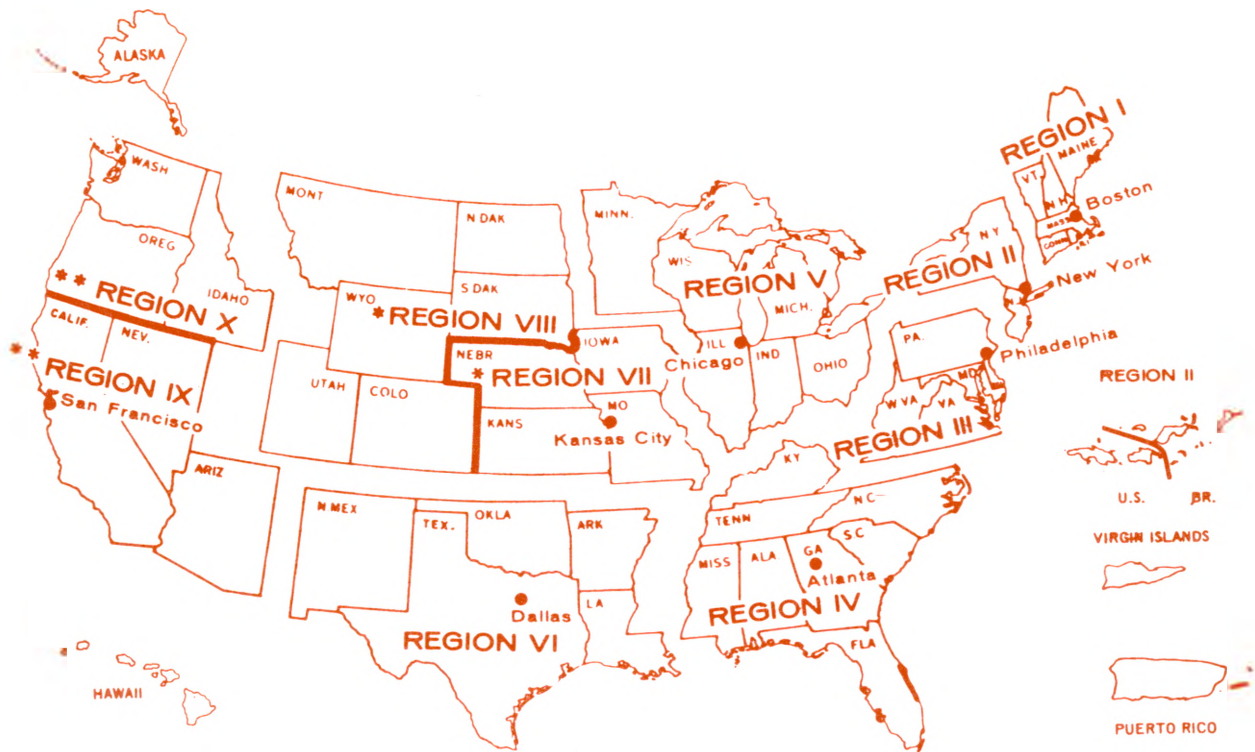 ALASKA
REGION I
MAINE
VT.
N H
MASS
Boston
CONN
R.I.
WASH
MONT
N DAK
MINN.
OREG
N Y
REGION II
New York
N J
WIS
REGION V
MICH.
** REGION X
IDAHO
WYO
S DAK
*REGION VIII
CALIF.
NEV.
NEBR
IOWA
ILL
Chicago
IND
OHIO
PA.
Philadelphia
MD
* * REGION IX
San Francisco
UTAH
COLO
* REGION VII
W VA
VA
REGION III
REGION II
KANS
MO
Kansas City
KY
ARIZ
N MEX
TEX.
OKLA
ARK
TENN
N C
S C
U.S. BR.
VIRGIN ISLANDS
MISS
ALA
GA
Atlanta
REGION IV
Dallas
LA
REGION VI
FLA
HAWAII
PUERTO RICO